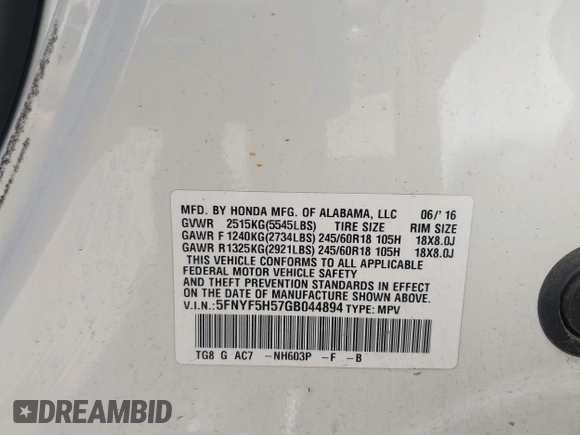 MFD. BY HONDA MFG. OF ALABAMA, LLC 06/' 16
GVWR 2515KG(5545LBS) TIRE SIZE RIM SIZE
GAWR F 1240KG(2734LBS) 245/60R18 105H 18X8.0J
GAWR R1325KG(2921LBS) 245/60R18 105H 18X8.0J
THIS VEHICLE CONFORMS TO ALL APPLICABLE
FEDERAL MOTOR VEHICLE SAFETY
AND THEFT PREVENTION STANDARDS IN EFFECT
ON THE DATE OF MANUFACTURE SHOWN ABOVE.
V.I.N.: 5FNYF5H57GB044894 TYPE: MPV
TG8 G AC7 -NH603P -F -B
DREAMBID